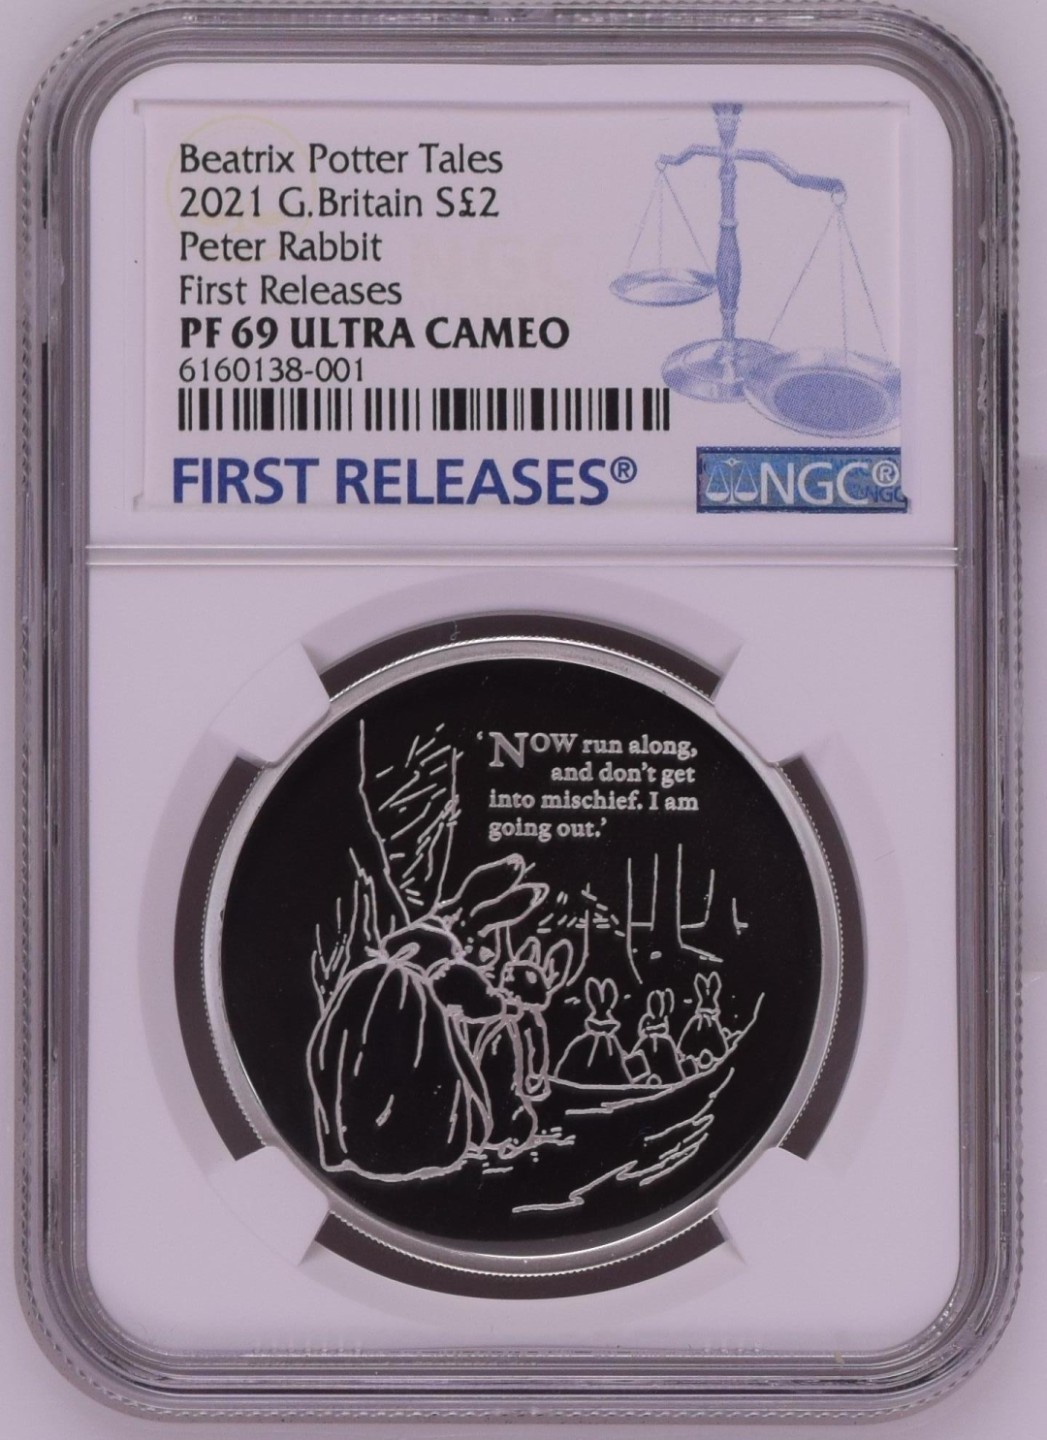 Beatrix Potter Tales
2021 G.Britain S£2
Peter Rabbit
First Releases
PF 69 ULTRA CAMEO
6160138-001
FIRST RELEASES®
NGC®
NGC
'NOW run along,
and don't get
into mischief. I am
going out.'